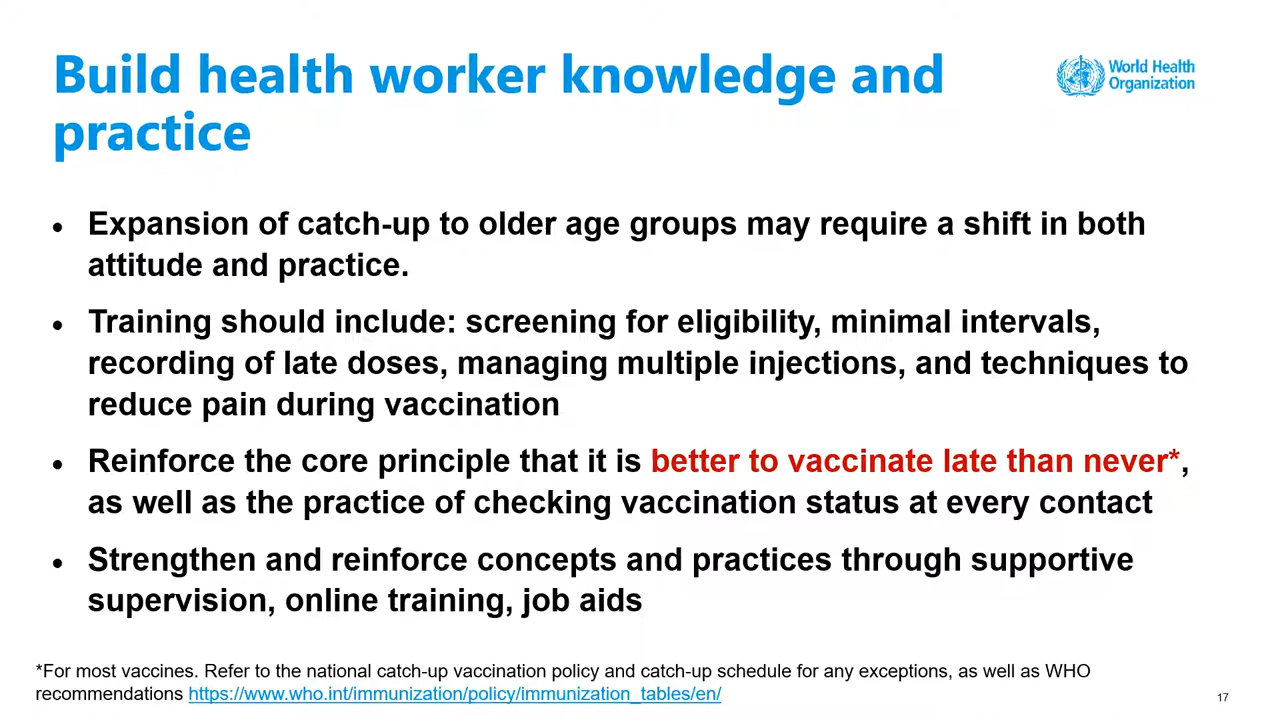 Build health worker knowledge and
practice
World Health
Organization
• Expansion of catch-up to older age groups may require a shift in both
attitude and practice.
• Training should include: screening for eligibility, minimal intervals,
recording of late doses, managing multiple injections, and techniques to
reduce pain during vaccination
• Reinforce the core principle that it is better to vaccinate late than never*,
as well as the practice of checking vaccination status at every contact
• Strengthen and reinforce concepts and practices through supportive
supervision, online training, job aids
*For most vaccines. Refer to the national catch-up vaccination policy and catch-up schedule for any exceptions, as well as WHO
recommendations https://www.who.int/immunization/policy/immunization_tables/en/
17